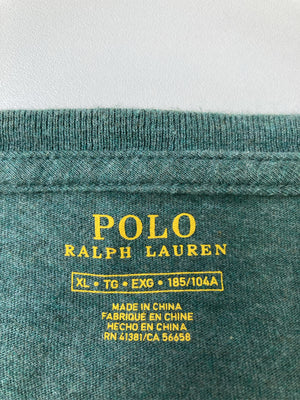 POLO
RALPH LAUREN
XL • TG • EXG • 185/104A
MADE IN CHINA
FABRIQUÉ EN CHINE
HECHO EN CHINA
RN 41381/CA 56658